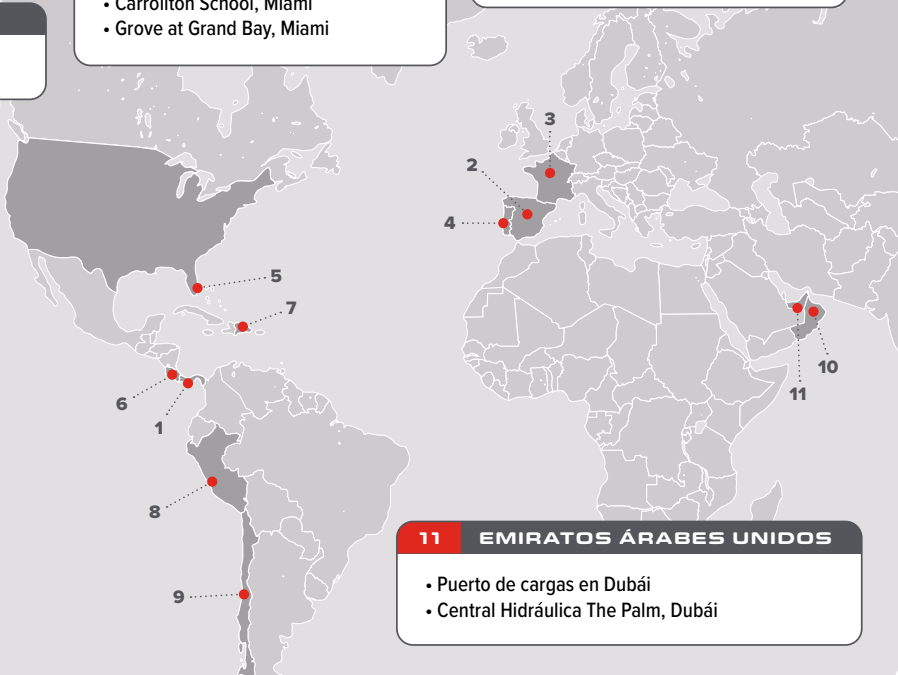 • Carrollton School, Miami
• Grove at Grand Bay, Miami
3
2
4
5
7
10
11
6
1
8
9
11 EMIRATOS ÁRABES UNIDOS
• Puerto de cargas en Dubái
• Central Hidráulica The Palm, Dubái